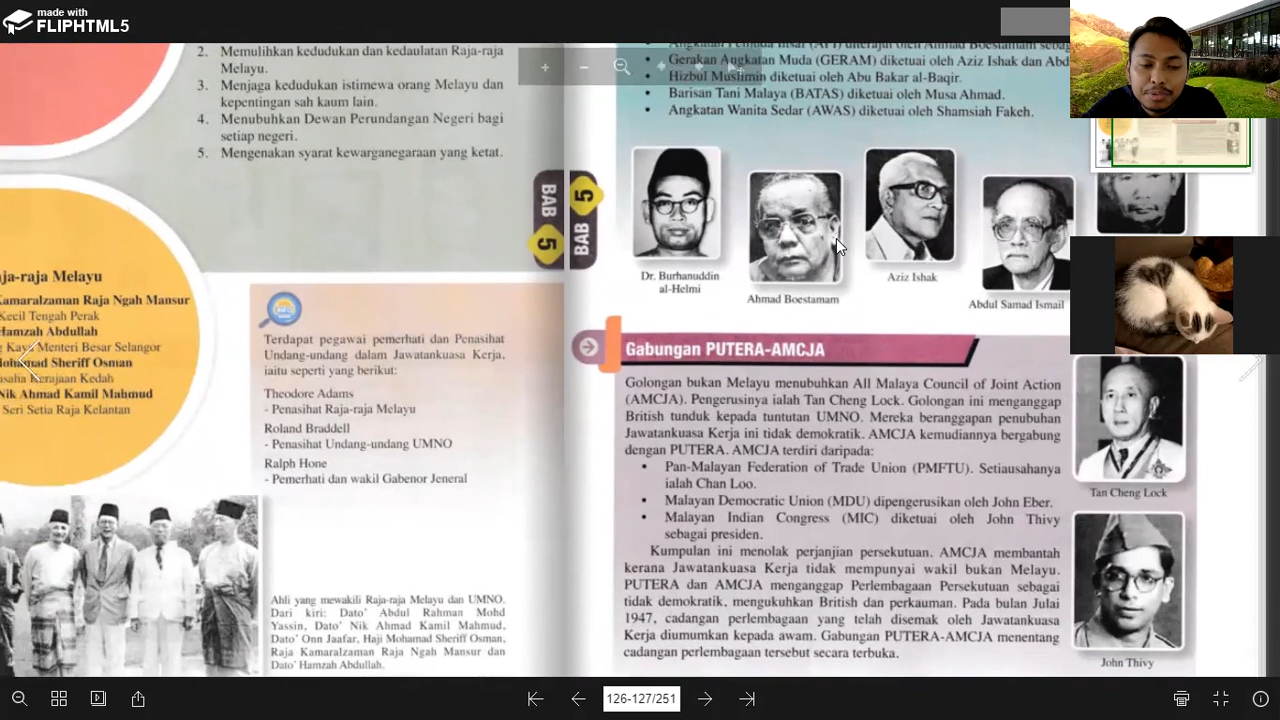 made with
FLIPHTML5
2. Memulihkan kedudukan dan kedaulatan Raja-raja
Melayu.
3. Menjaga kedudukan istimewa orang Melayu dan
kepentingan sah kaum lain.
4. Menubuhkan Dewan Perundangan Negeri bagi
setiap negeri.
5. Mengenakan syarat kewarganegaraan yang ketat.
BAB 5
ja-raja Melayu
Kamaralzaman Raja Ngah Mansur
Kecil Tengah Perak
Hamzah Abdullah
Kaya Menteri Besar Selangor
Mohamad Sheriff Osman
saha Kerajaan Kedah
Nik Ahmad Kamil Mahmud
Seri Setia Raja Kelantan
Terdapat pegawai pemerhati dan Penasihat
Undang-undang dalam Jawatankuasa Kerja,
iaitu seperti yang berikut:
Theodore Adams
- Penasihat Raja-raja Melayu
Roland Braddell
- Penasihat Undang-undang UMNO
Ralph Hone
- Pemerhati dan wakil Gabenor Jeneral
Ahli yang mewakili Raja-raja Melayu dan UMNO.
Dari kiri: Dato' Abdul Rahman Mohd
Yassin, Dato' Nik Ahmad Kamil Mahmud,
Dato' Onn Jaafar, Haji Mohamad Sheriff Osman,
Raja Kamaralzaman Raja Ngah Mansur dan
Dato' Hamzah Abdullah.
BAB 5
• Angkatan Pemuda Insaf (API) diterajui oleh Ahmad Boestamam sebag
• Gerakan Angkatan Muda (GERAM) diketuai oleh Aziz Ishak dan Abd
• Hizbul Muslimin diketuai oleh Abu Bakar al-Baqir.
• Barisan Tani Malaya (BATAS) diketuai oleh Musa Ahmad.
• Angkatan Wanita Sedar (AWAS) diketuai oleh Shamsiah Fakeh.
Dr. Burhanuddin
al-Helmi
Ahmad Boestamam
Aziz Ishak
Abdul Samad Ismail
Gabungan PUTERA-AMCJA
Golongan bukan Melayu menubuhkan All Malaya Council of Joint Action
(AMCJA). Pengerusinya ialah Tan Cheng Lock. Golongan ini menganggap
British tunduk kepada tuntutan UMNO. Mereka beranggapan penubuhan
Jawatankuasa Kerja ini tidak demokratik. AMCJA kemudiannya bergabung
dengan PUTERA. AMCJA terdiri daripada:
• Pan-Malayan Federation of Trade Union (PMFTU). Setiausahanya
ialah Chan Loo.
• Malayan Democratic Union (MDU) dipengerusikan oleh John Eber.
• Malayan Indian Congress (MIC) diketuai oleh John Thivy
sebagai presiden.
Kumpulan ini menolak perjanjian persekutuan. AMCJA membantah
kerana Jawatankuasa Kerja tidak mempunyai wakil bukan Melayu.
PUTERA dan AMCJA menganggap Perlembagaan Persekutuan sebagai
tidak demokratik, mengukuhkan British dan perkauman. Pada bulan Julai
1947, cadangan perlembagaan yang telah disemak oleh Jawatankuasa
Kerja diumumkan kepada awam. Gabungan PUTERA-AMCJA menentang
cadangan perlembagaan tersebut secara terbuka.
Tan Cheng Lock
John Thivy
126-127/251